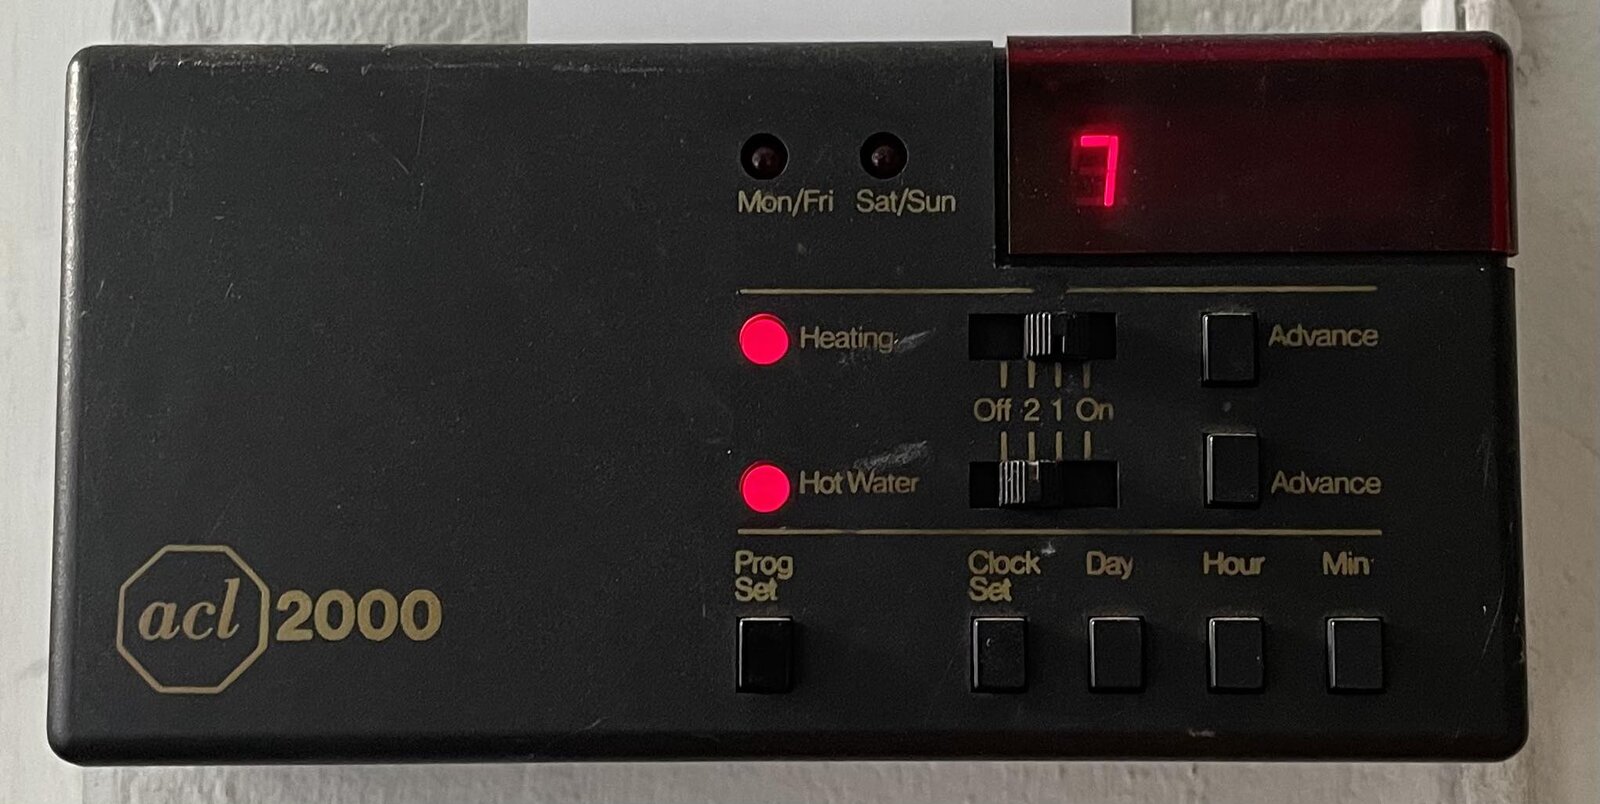 7
Mon/Fri Sat/Sun
Heating Advance
Off 2 1 On
Hot Water Advance
Prog Set Clock Set Day Hour Min
acl 2000